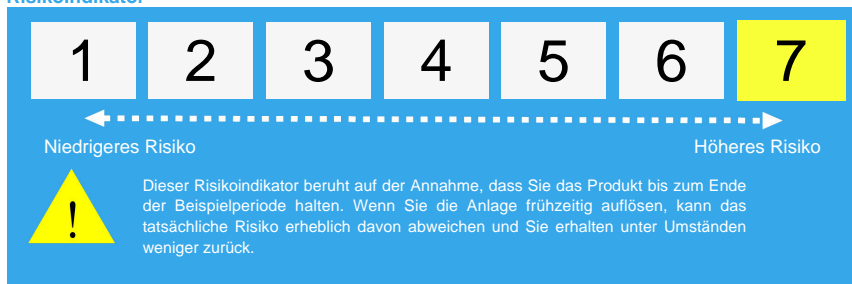 Risikoindikator
1 2 3 4 5 6 7
Niedrigeres Risiko Höheres Risiko
! Dieser Risikoindikator beruht auf der Annahme, dass Sie das Produkt bis zum Ende
der Beispielperiode halten. Wenn Sie die Anlage frühzeitig auflösen, kann das
tatsächliche Risiko erheblich davon abweichen und Sie erhalten unter Umständen
weniger zurück.